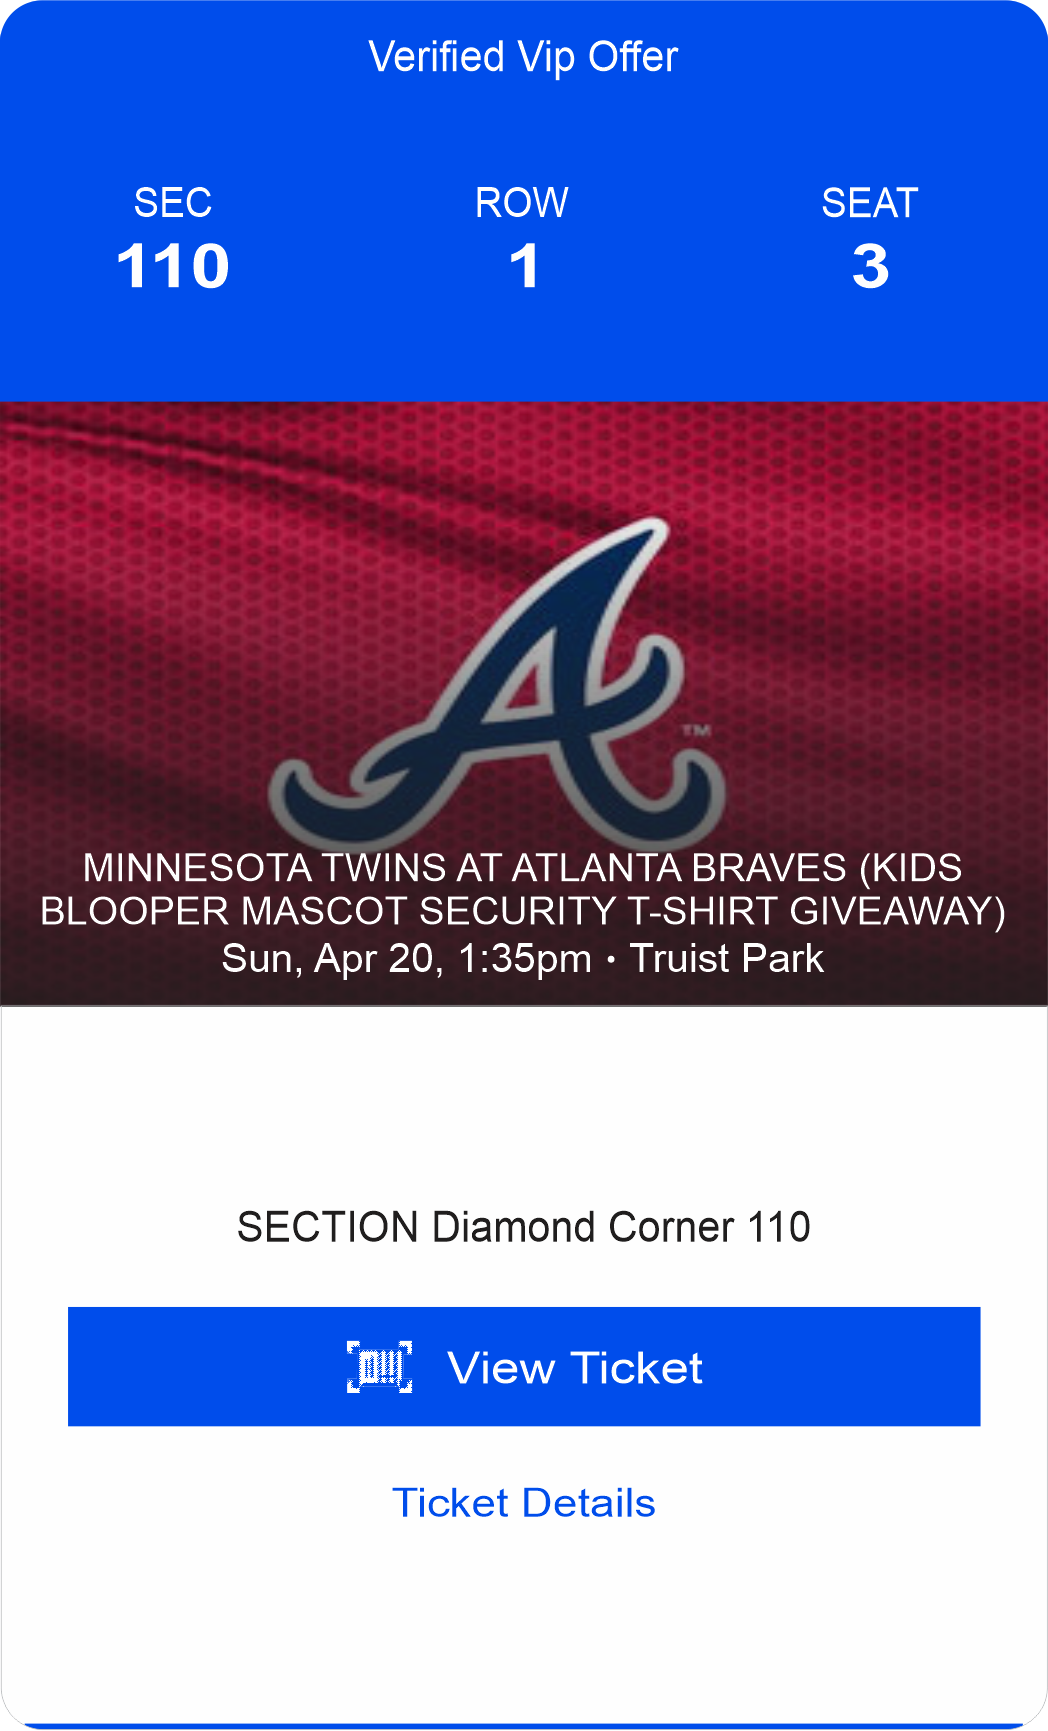 Verified Vip Offer
SEC ROW SEAT
110 1 3
A
TM
MINNESOTA TWINS AT ATLANTA BRAVES (KIDS
BLOOPER MASCOT SECURITY T-SHIRT GIVEAWAY)
Sun, Apr 20, 1:35pm • Truist Park
SECTION Diamond Corner 110
View Ticket
Ticket Details